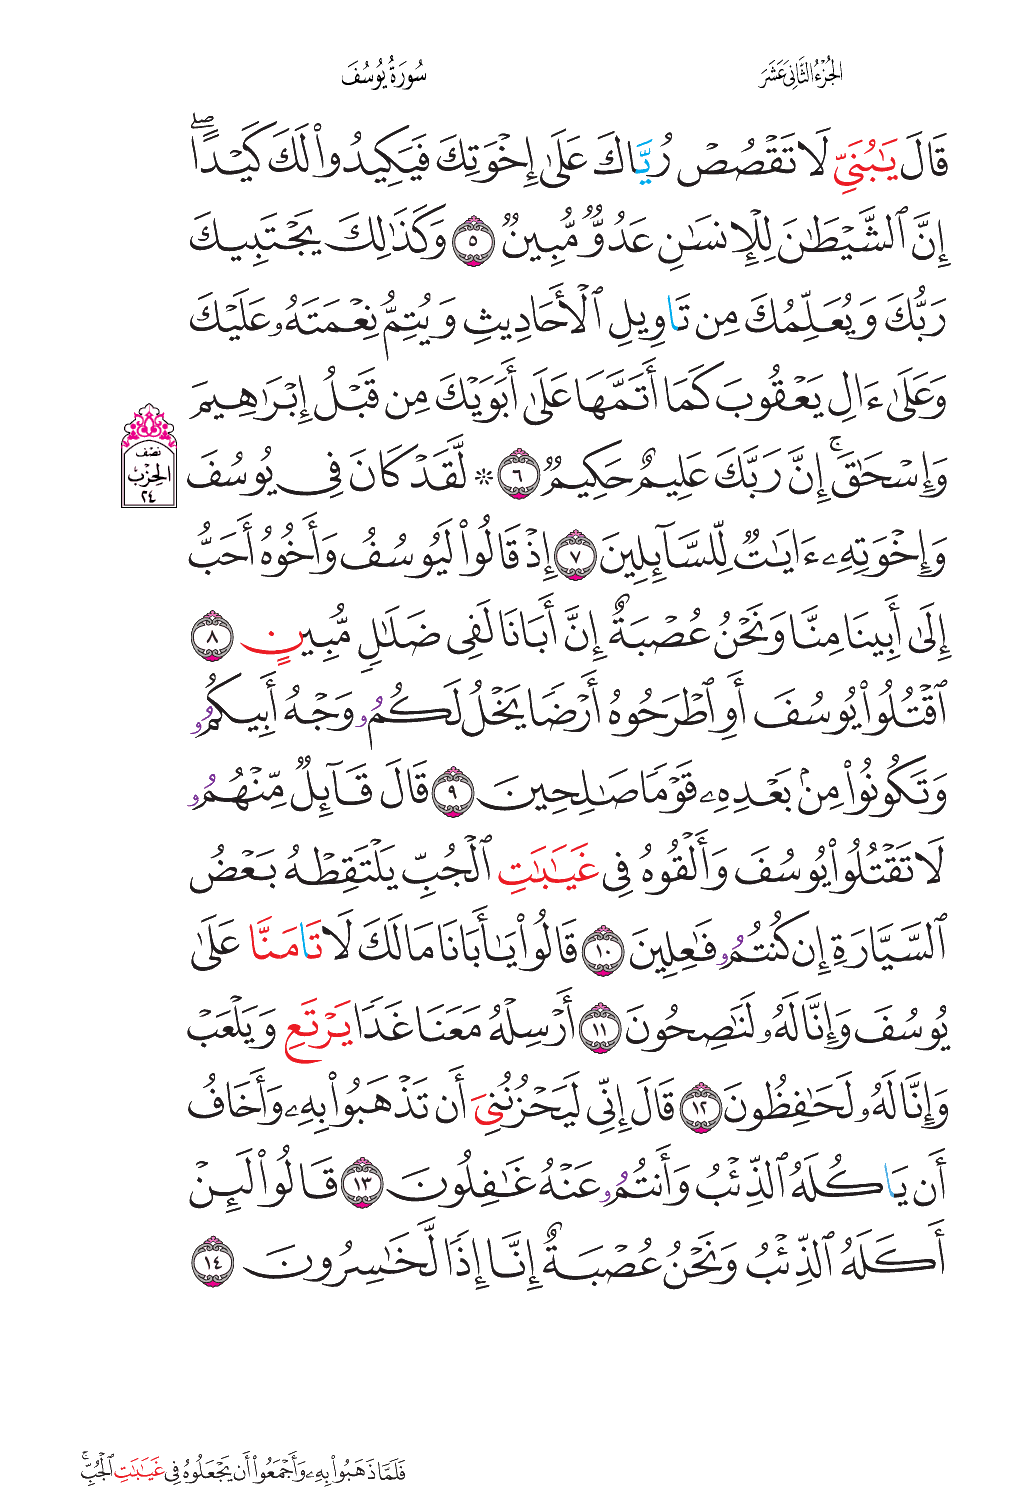 الجُزْءُ الثَّانِي عَشَرَ
سُورَةُ يُوسُفَ
قَالَ يَٰبُنَيِّ لَا تَقْصُصْ رُيَّاكَ عَلَىٰ إِخْوَتِكَ فَيَكِيدُواْ لَكَ كَيْدًاۖ
إِنَّ ٱلشَّيْطَٰنَ لِلْإِنسَٰنِ عَدُوٌّ مُّبِينٌ ٥ وَكَذَٰلِكَ يَجْتَبِيكَ
رَبُّكَ وَيُعَلِّمُكَ مِن تَاوِيلِ ٱلْأَحَادِيثِ وَيُتِمُّ نِعْمَتَهُۥ عَلَيْكَ
وَعَلَىٰ ءَالِ يَعْقُوبَ كَمَا أَتَمَّهَا عَلَىٰ أَبَوَيْكَ مِن قَبْلُ إِبْرَٰهِيمَ
وَإِسْحَٰقَۚ إِنَّ رَبَّكَ عَلِيمٌ حَكِيمٌ ٦ ۞ لَّقَدْ كَانَ فِي يُوسُفَ
نصف
الحزب
٢٤
وَإِخْوَتِهِۦ ءَايَٰتٌ لِّلسَّآئِلِينَ ٧ إِذْ قَالُواْ لَيُوسُفُ وَأَخُوهُ أَحَبُّ
إِلَىٰ أَبِينَا مِنَّا وَنَحْنُ عُصْبَةٌ إِنَّ أَبَانَا لَفِي ضَلَٰلٍ مُّبِينٍ ٨
ٱقْتُلُواْ يُوسُفَ أَوِ ٱطْرَحُوهُ أَرْضًا يَخْلُ لَكُمُۥ وَجْهُ أَبِيكُمُۥ
وَتَكُونُواْ مِنۢ بَعْدِهِۦ قَوْمًا صَٰلِحِينَ ٩ قَالَ قَآئِلٌ مِّنْهُمُۥ
لَا تَقْتُلُواْ يُوسُفَ وَأَلْقُوهُ فِي غَيَٰبَٰتِ ٱلْجُبِّ يَلْتَقِطْهُ بَعْضُ
ٱلسَّيَّارَةِ إِن كُنتُمُۥ فَٰعِلِينَ ١٠ قَالُواْ يَٰأَبَانَا مَا لَكَ لَا تَامَنَّا عَلَىٰ
يُوسُفَ وَإِنَّا لَهُۥ لَنَٰصِحُونَ ١١ أَرْسِلْهُ مَعَنَا غَدًا يَرْتَعِ وَيَلْعَبْ
وَإِنَّا لَهُۥ لَحَٰفِظُونَ ١٢ قَالَ إِنِّي لَيَحْزُنُنِيَ أَن تَذْهَبُواْ بِهِۦ وَأَخَافُ
أَن يَاكُلَهُ ٱلذِّئْبُ وَأَنتُمُۥ عَنْهُ غَٰفِلُونَ ١٣ قَالُواْ لَئِنْ
أَكَلَهُ ٱلذِّئْبُ وَنَحْنُ عُصْبَةٌ إِنَّا إِذًا لَّخَٰسِرُونَ ١٤
فَلَمَّا ذَهَبُواْ بِهِۦ وَأَجْمَعُواْ أَن يَجْعَلُوهُ فِي غَيَٰبَٰتِ ٱلْجُبِّۚ